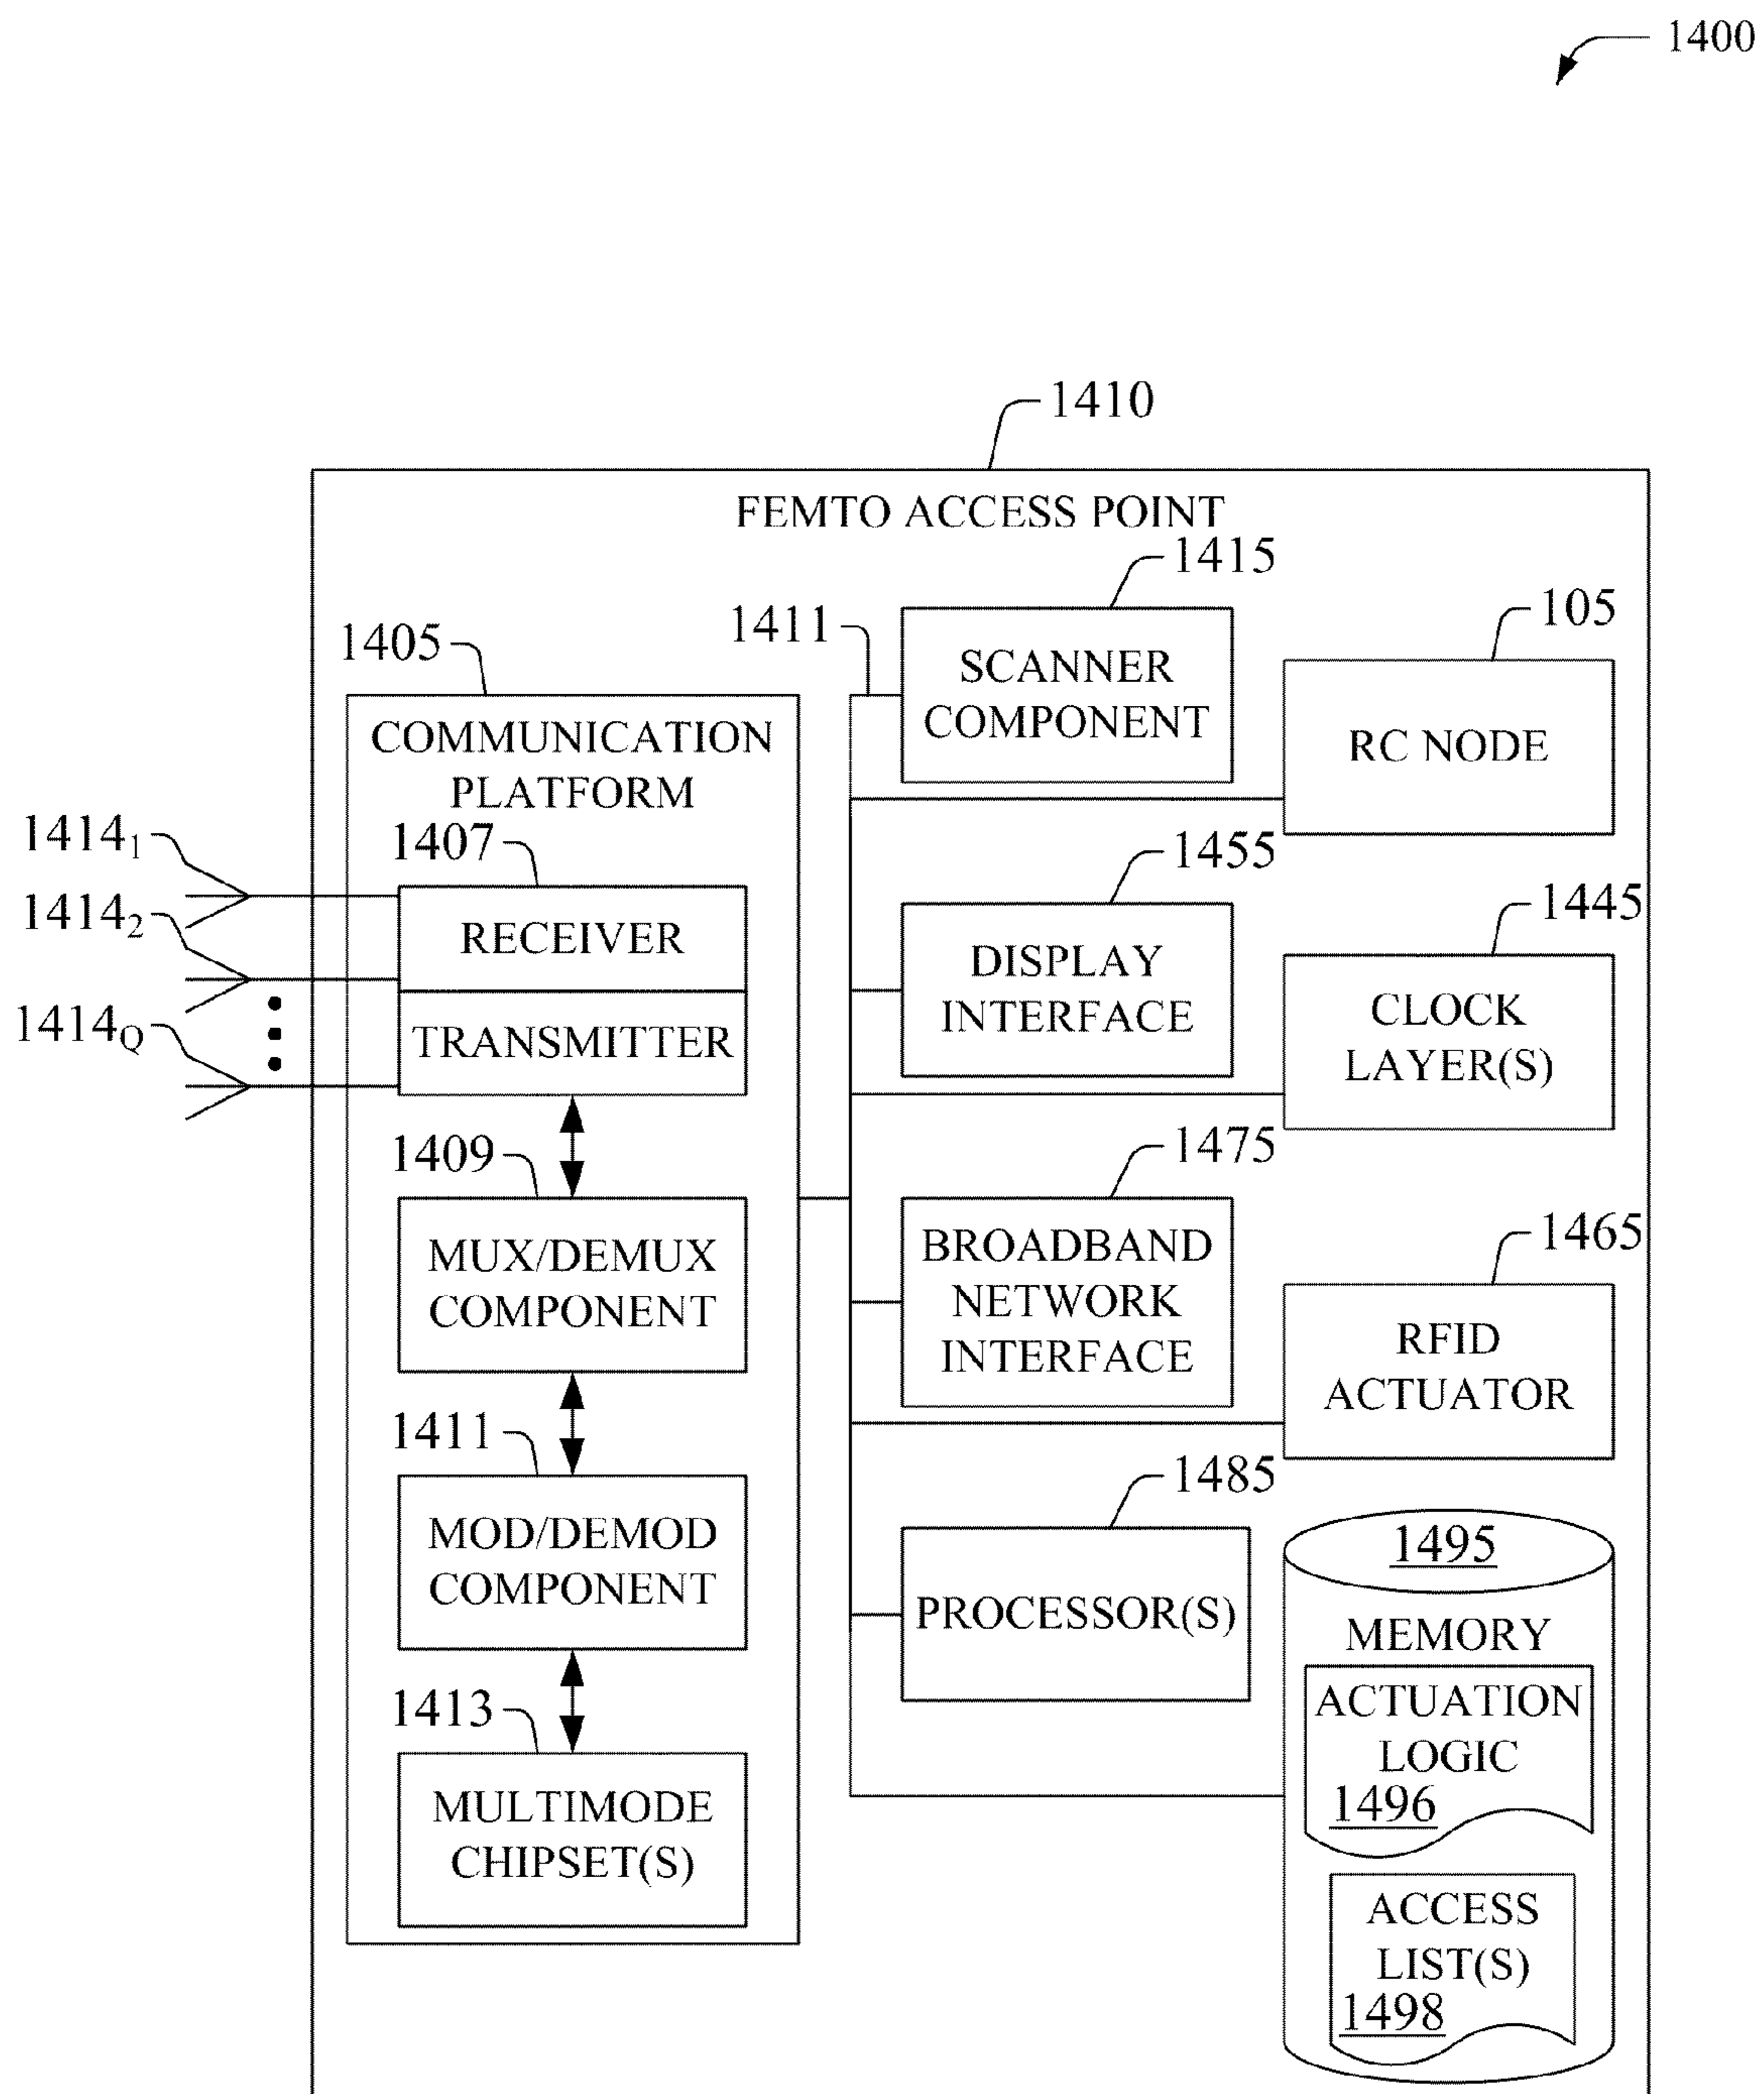 1400
1410
FEMTO ACCESS POINT
1415
1411
SCANNER
COMPONENT
105
RC NODE
1405
COMMUNICATION
PLATFORM
1407
RECEIVER
TRANSMITTER
1414₁
1414₂
1414Q
1409
MUX/DEMUX
COMPONENT
1411
MOD/DEMOD
COMPONENT
1413
MULTIMODE
CHIPSET(S)
1455
DISPLAY
INTERFACE
1445
CLOCK
LAYER(S)
1475
BROADBAND
NETWORK
INTERFACE
1465
RFID
ACTUATOR
1485
PROCESSOR(S)
1495
MEMORY
ACTUATION
LOGIC
1496
ACCESS
LIST(S)
1498